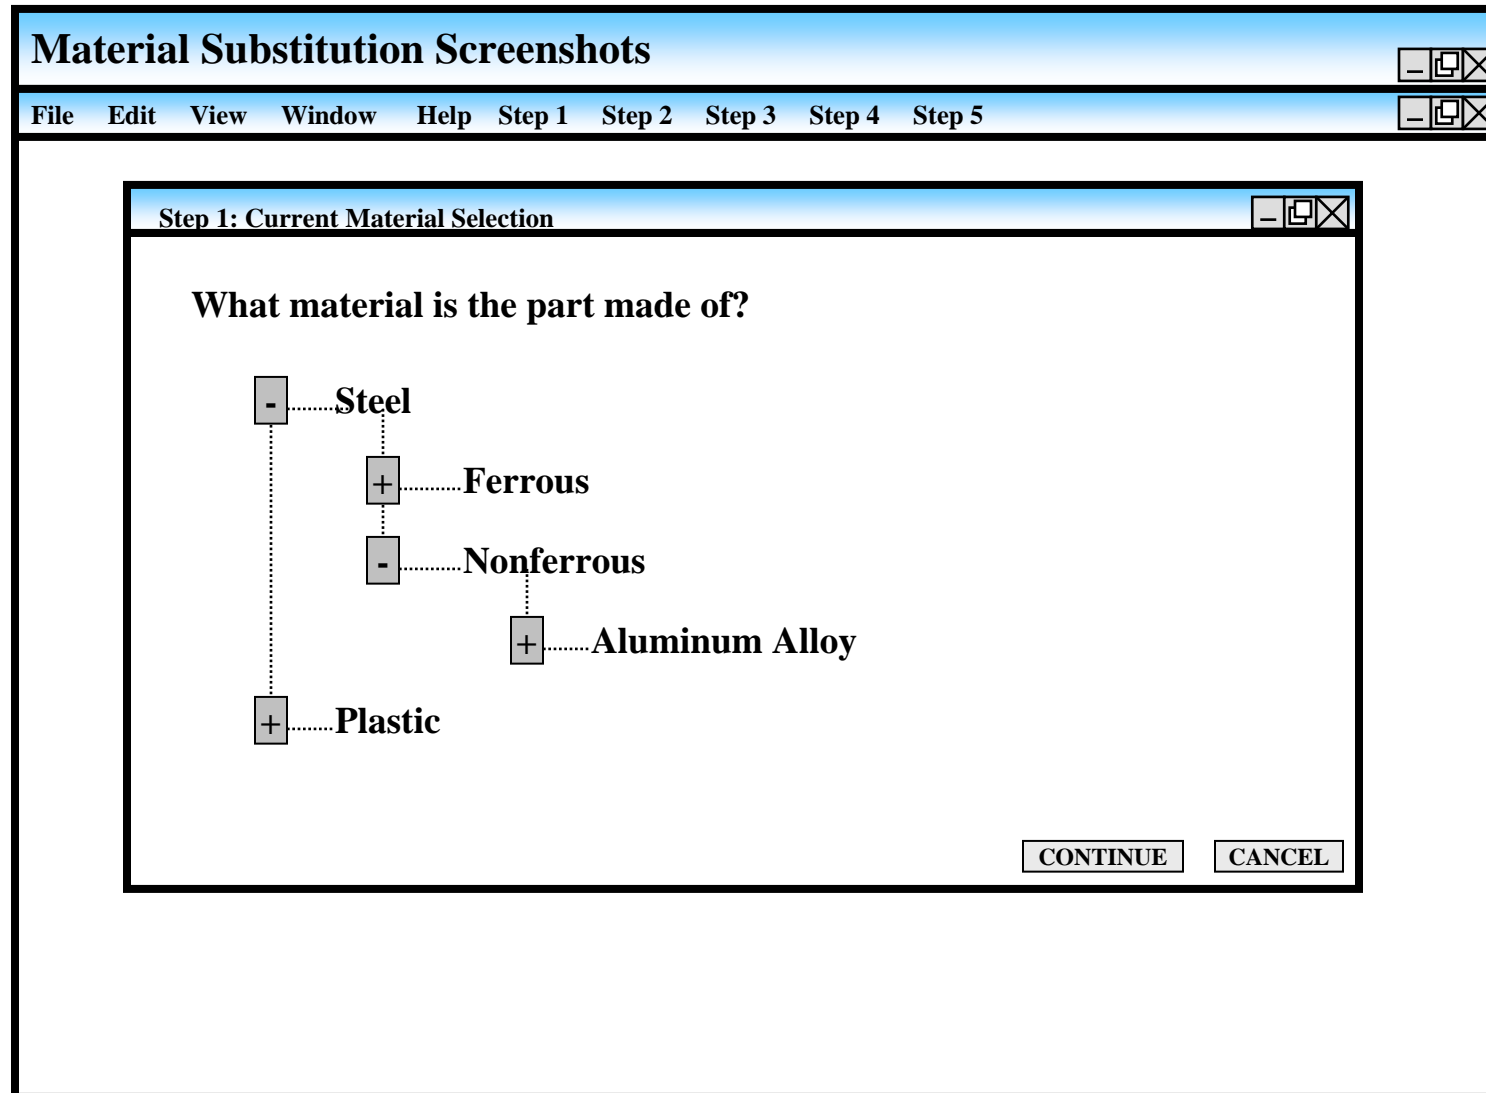 Material Substitution Screenshots
File Edit View Window Help Step 1 Step 2 Step 3 Step 4 Step 5
Step 1: Current Material Selection
What material is the part made of?
- Steel
+ Ferrous
- Nonferrous
+ Aluminum Alloy
+ Plastic
CONTINUE CANCEL